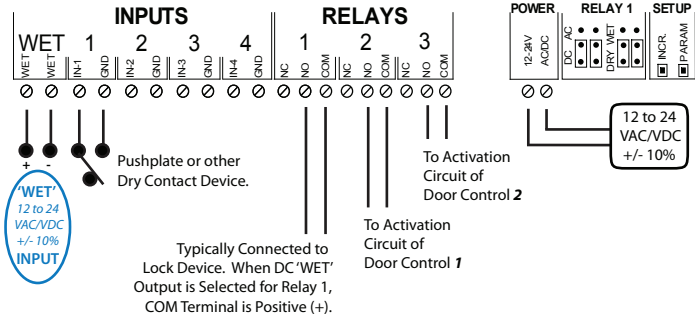 INPUTS RELAYS POWER RELAY 1 SETUP
WET 1 2 3 4 1 2 3
WET WET IN-1 GND IN-2 GND IN-3 GND IN-4 GND NC NO COM NC NO COM NC NO COM 12-24V AC/DC DC AC DRY WET INCR. PARAM
+ -
'WET'
12 to 24
VAC/VDC
+/- 10%
INPUT
Pushplate or other
Dry Contact Device.
Typically Connected to
Lock Device. When DC 'WET'
Output is Selected for Relay 1,
COM Terminal is Positive (+).
To Activation
Circuit of
Door Control 1
To Activation
Circuit of
Door Control 2
12 to 24
VAC/VDC
+/- 10%